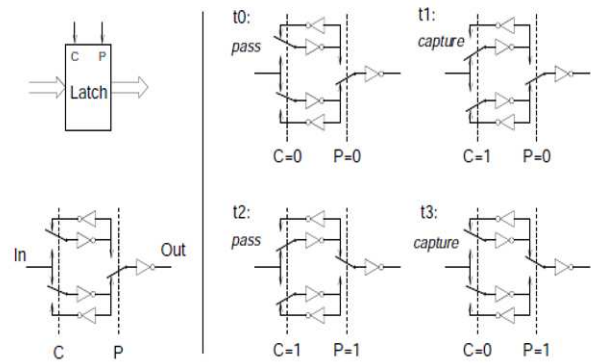 C P
Latch
In
Out
C P
t0:
pass
C=0 P=0
t1:
capture
C=1 P=0
t2:
pass
C=1 P=1
t3:
capture
C=0 P=1